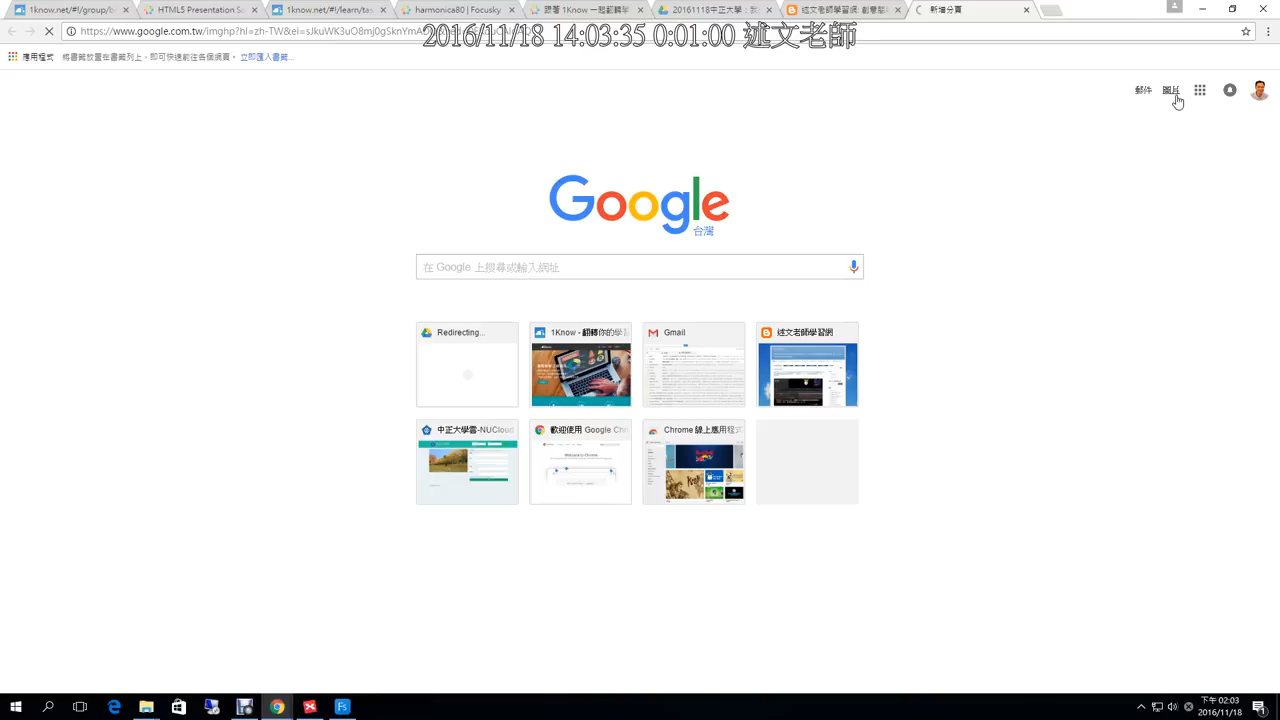 1know.net/#!/group/b
HTML5 Presentation So
1know.net/#!/learn/tas
harmonica80 | Focusky
跟著 1Know 一起翻轉學
20161118中正大學：
述文老師學習網: 創意
新增分頁
https://www.google.com.tw/imghp?hl=zh-TW&ei=sJkuWK3uO8mj0gSknYmA
2016/11/18 14:03:35 0:01:00 述文老師
應用程式 將書籤放置在書籤列上，即可快速前往各個網頁。 立即匯入書籤...
郵件 圖片
Google
台灣
在 Google 上搜尋或輸入網址
Redirecting...
1Know - 翻轉你的學習
Gmail
述文老師學習網
中正大學雲-NUCloud
歡迎使用 Google Chr
Chrome 線上應用程式
Welcome to Chrome
下午 02:03
2016/11/18